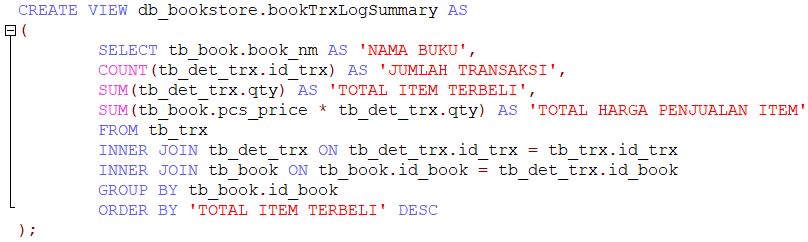 CREATE VIEW db_bookstore.bookTrxLogSummary AS
(
SELECT tb_book.book_nm AS 'NAMA BUKU',
COUNT(tb_det_trx.id_trx) AS 'JUMLAH TRANSAKSI',
SUM(tb_det_trx.qty) AS 'TOTAL ITEM TERBELI',
SUM(tb_book.pcs_price * tb_det_trx.qty) AS 'TOTAL HARGA PENJUALAN ITEM'
FROM tb_trx
INNER JOIN tb_det_trx ON tb_det_trx.id_trx = tb_trx.id_trx
INNER JOIN tb_book ON tb_book.id_book = tb_det_trx.id_book
GROUP BY tb_book.id_book
ORDER BY 'TOTAL ITEM TERBELI' DESC
);